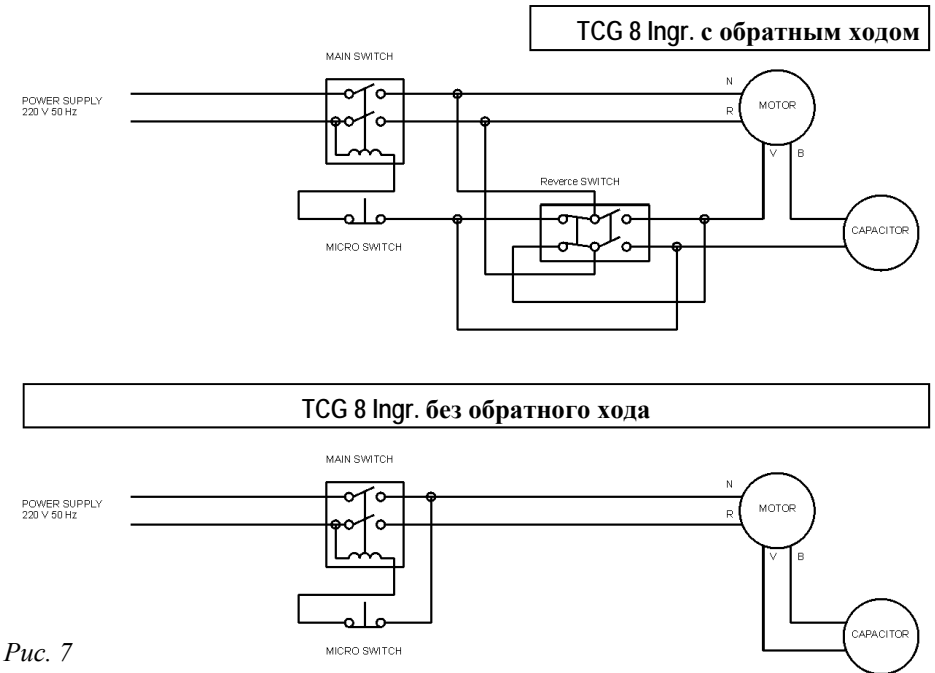 TCG 8 Ingr. с обратным ходом
MAIN SWITCH
POWER SUPPLY
220 V 50 Hz
N
R
MOTOR
V
B
Reverce SWITCH
CAPACITOR
MICRO SWITCH
TCG 8 Ingr. без обратного хода
MAIN SWITCH
POWER SUPPLY
220 V 50 Hz
N
R
MOTOR
V
B
CAPACITOR
MICRO SWITCH
Рис. 7